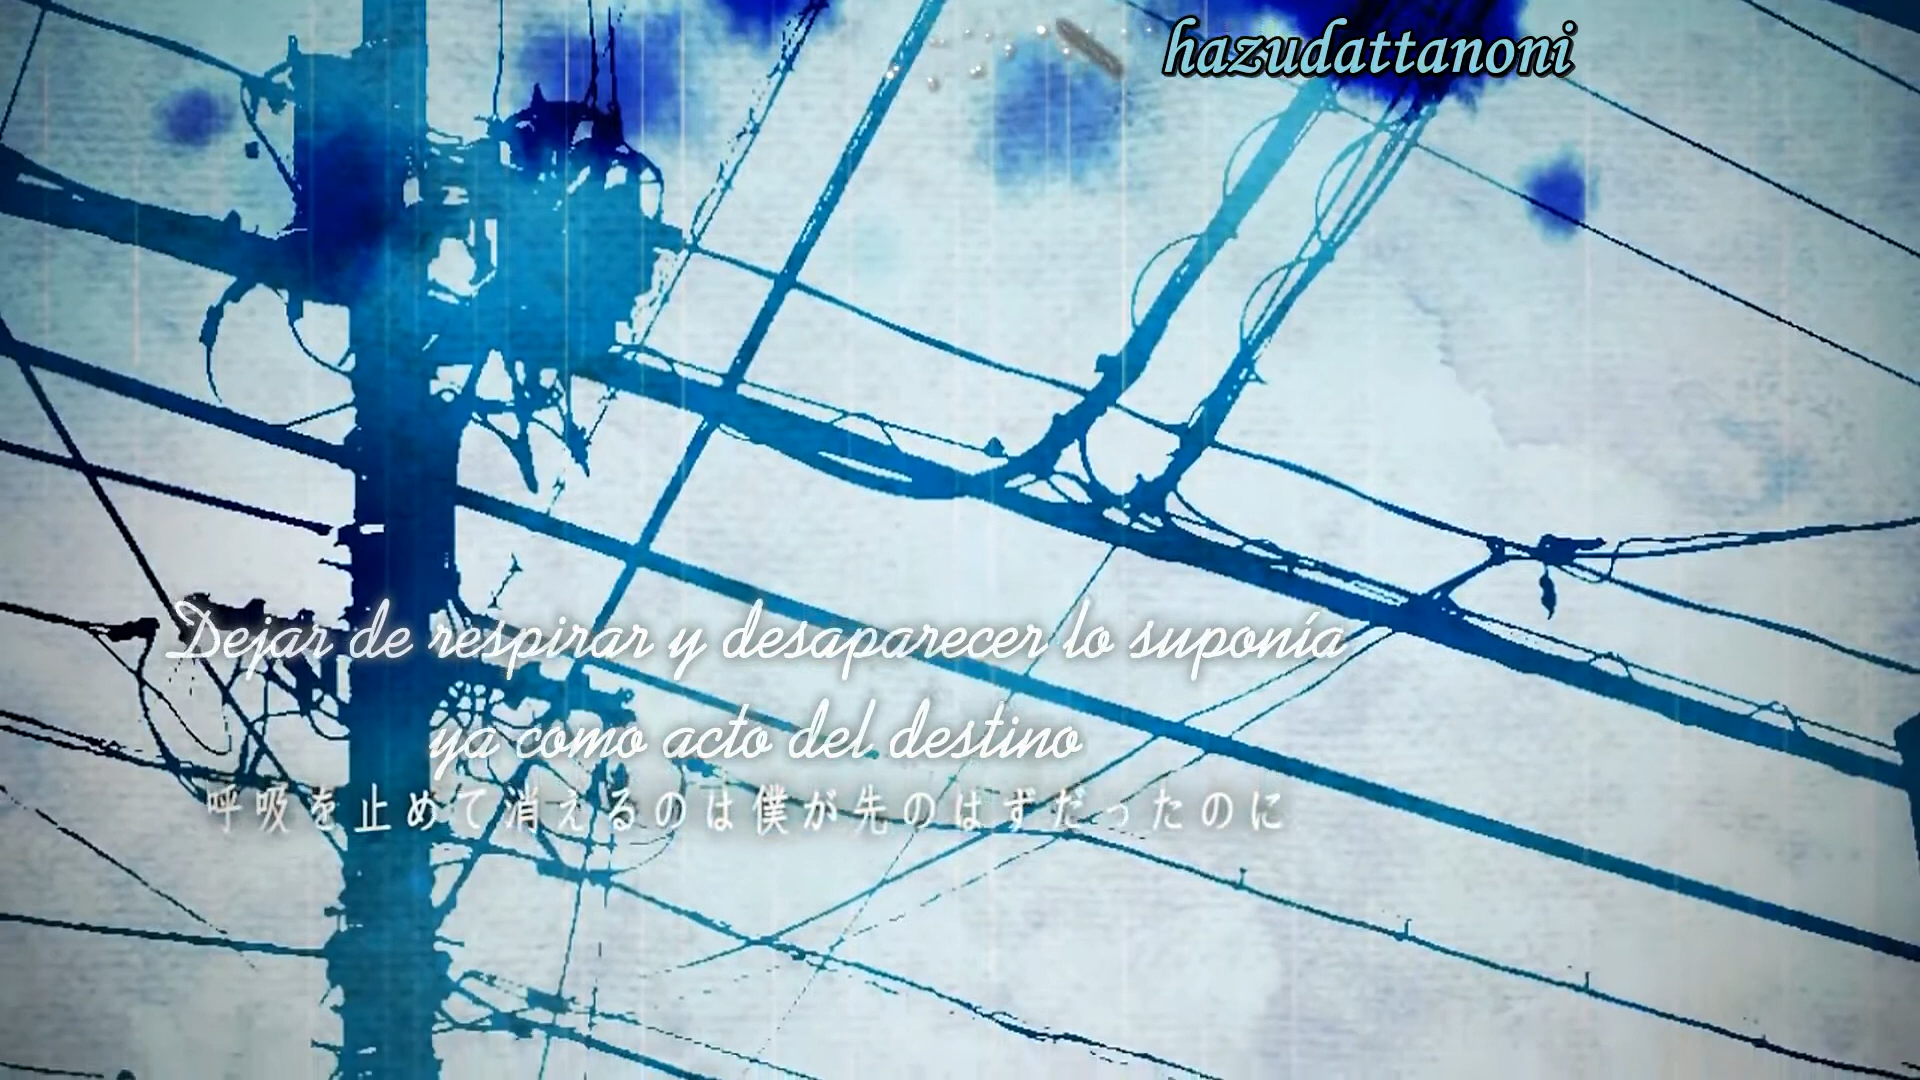 hazudattanoni
Dejar de respirar y desaparecer lo suponía
ya como acto del destino
呼吸を止めて消えるのは僕が先のはずだったのに